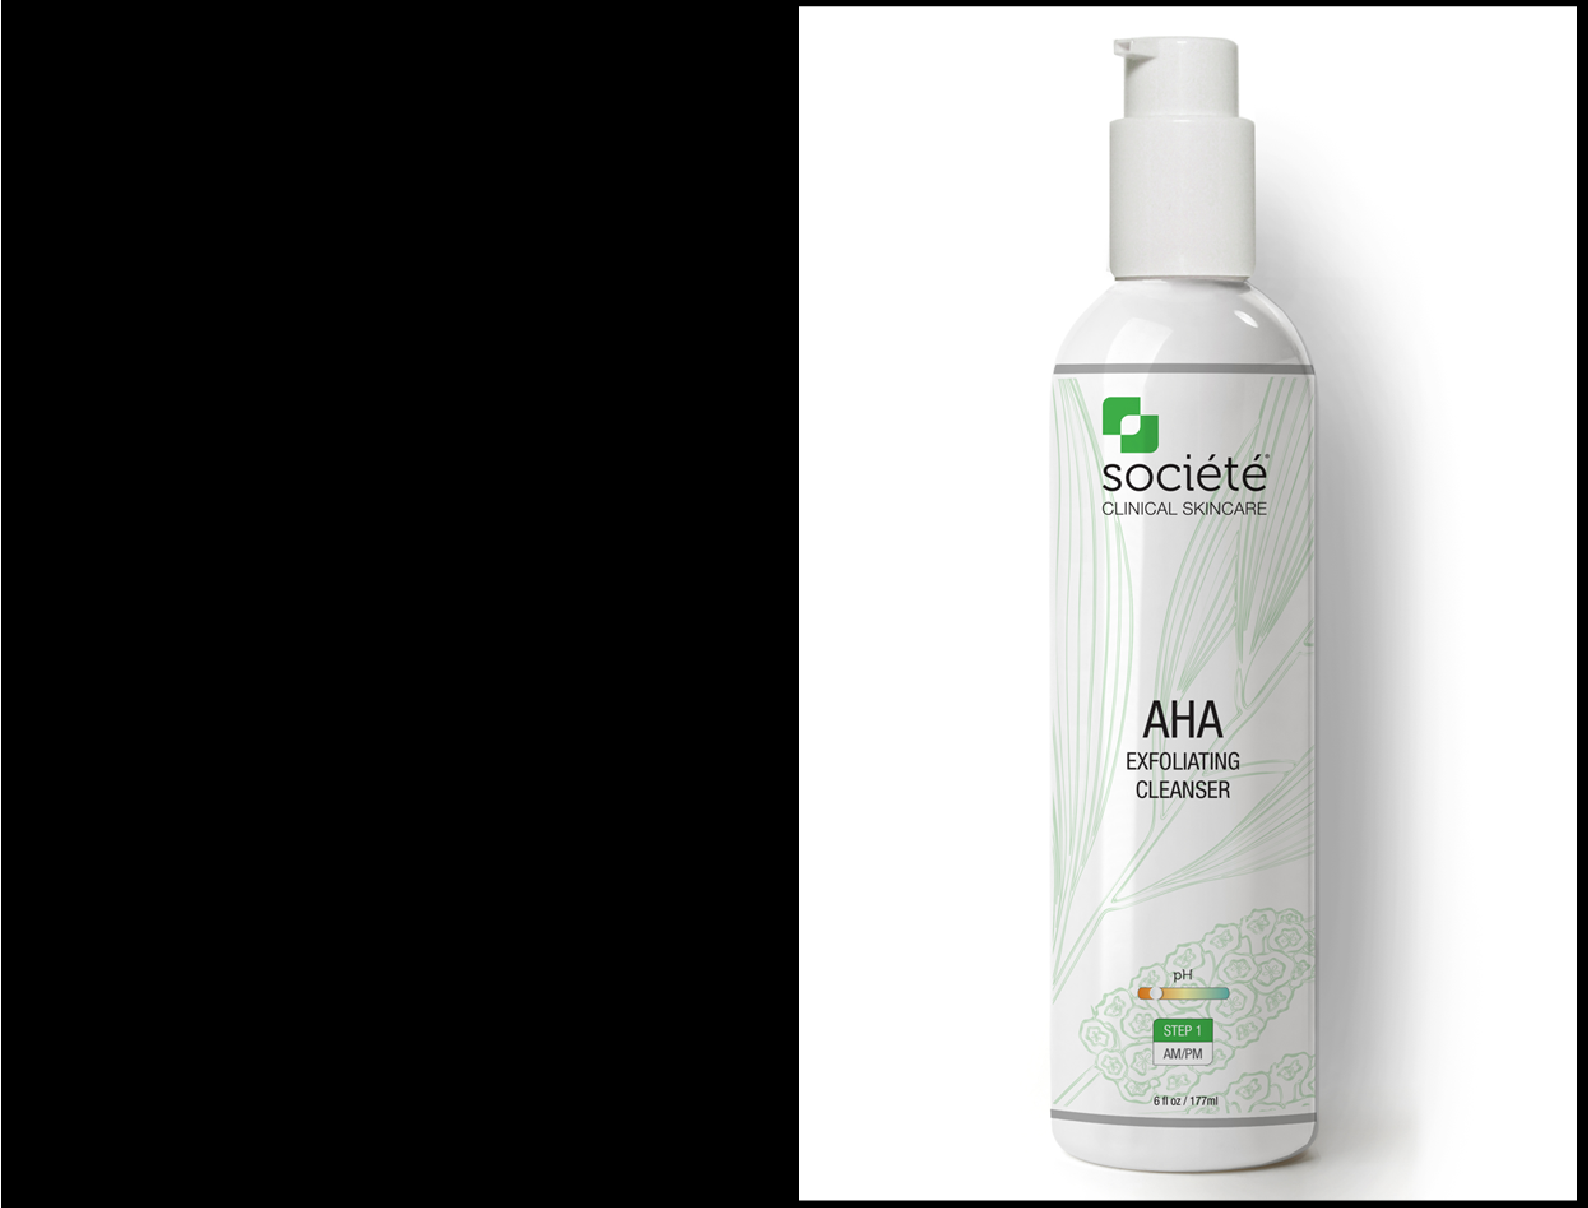 société
CLINICAL SKINCARE
AHA
EXFOLIATING
CLEANSER
pH
STEP 1
AM/PM
6 fl oz / 177ml